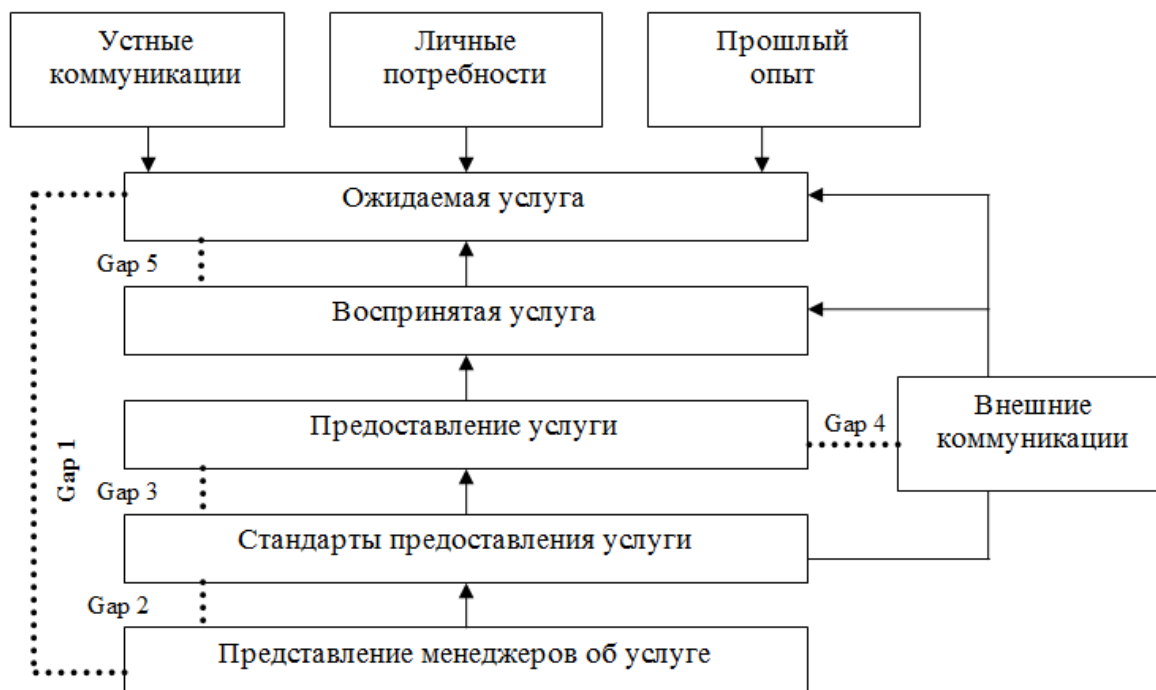 Устные
коммуникации
Личные
потребности
Прошлый
опыт
Ожидаемая услуга
Gap 5
Воспринятая услуга
Внешние
коммуникации
Предоставление услуги
Gap 4
Gap 1
Gap 3
Стандарты предоставления услуги
Gap 2
Представление менеджеров об услуге